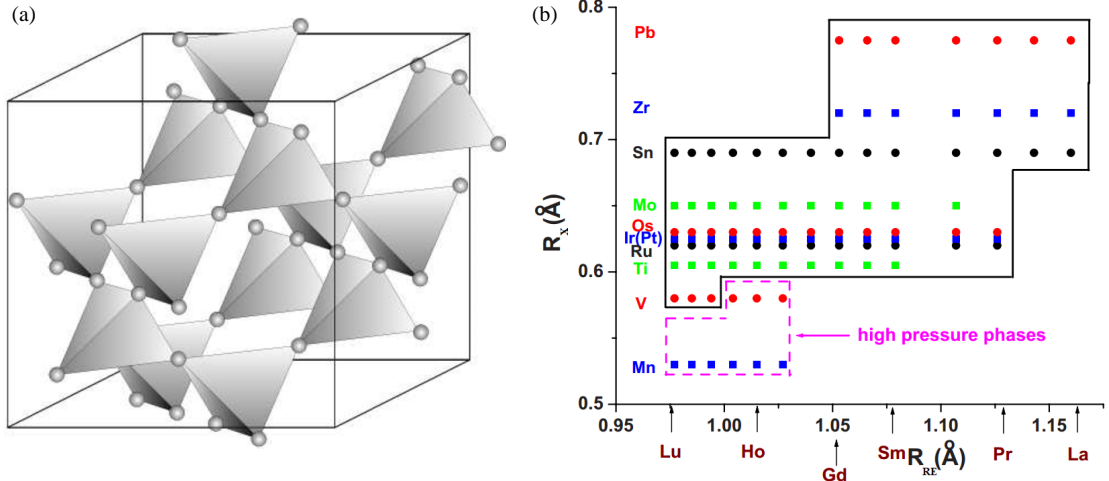 (a)
(b)
0.8
Pb
Zr
0.7
Sn
R_X(Å)
Mo
Os
Ir(Pt)
Ru
0.6
Ti
V
high pressure phases
Mn
0.5
0.95 1.00 1.05 1.10 1.15
Lu Ho Gd Sm R_RE(Å) Pr La